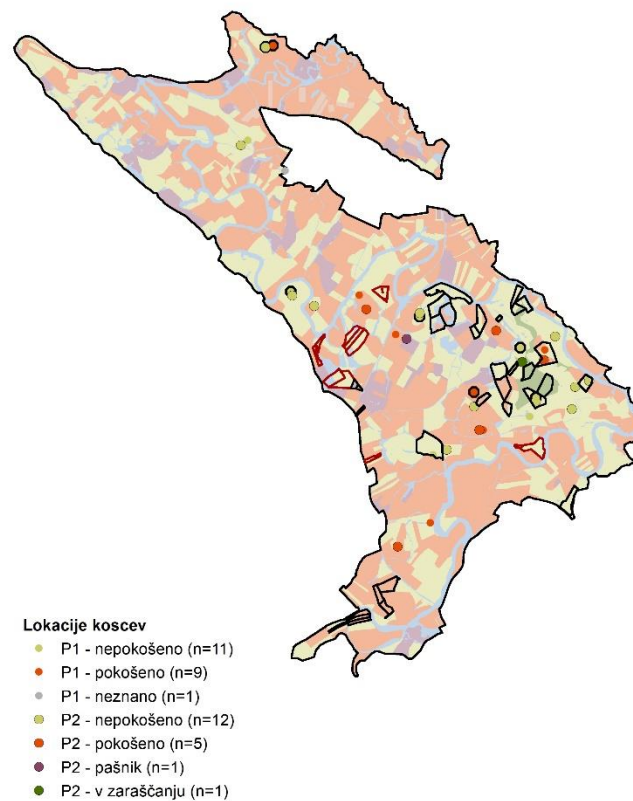 Lokacije koscev
P1 - nepokošeno (n=11)
P1 - pokošeno (n=9)
P1 - neznano (n=1)
P2 - nepokošeno (n=12)
P2 - pokošeno (n=5)
P2 - pašnik (n=1)
P2 - v zaraščanju (n=1)